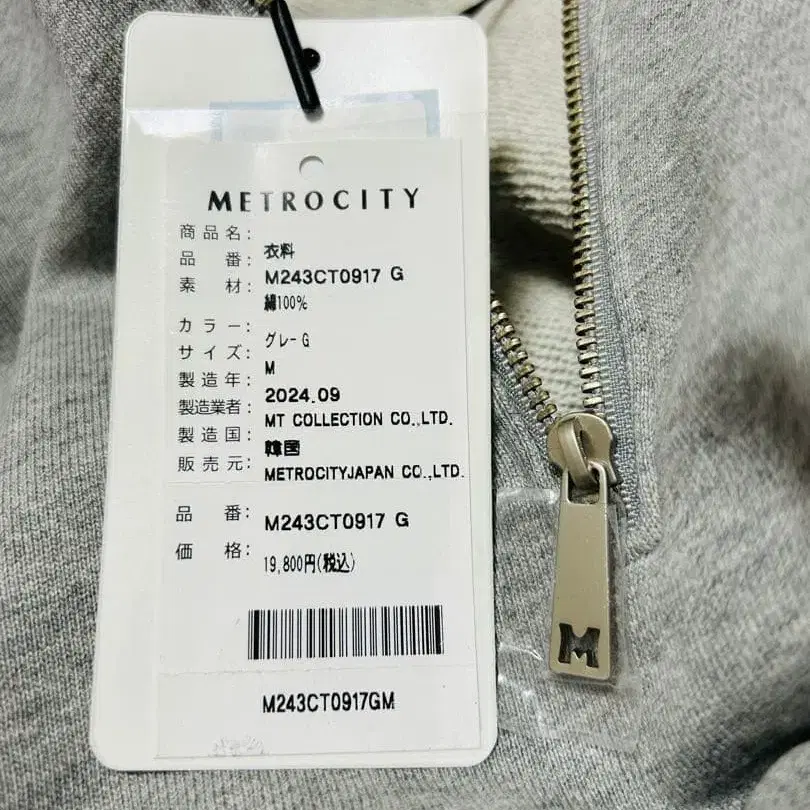 METROCITY
商品名: 衣料
品 番: M243CT0917 G
素 材: 綿100%
カラー: グレーG
サイズ: M
製造年: 2024.09
製造業者: MT COLLECTION CO.,LTD.
製造国: 韓国
販売元: METROCITYJAPAN CO.,LTD.
品 番: M243CT0917 G
価 格: 19,800円(税込)
M243CT0917GM
M